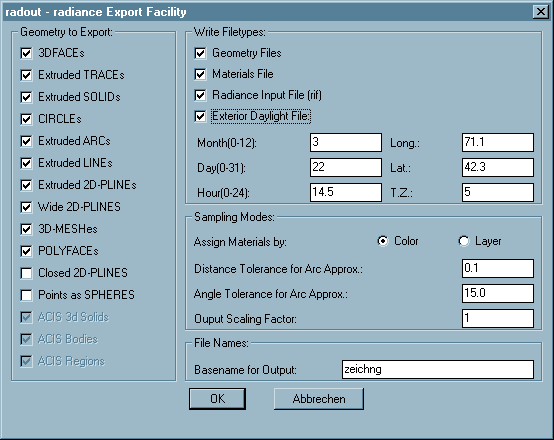 radout - radiance Export Facility
Geometry to Export:
3DFACEs
Extruded TRACEs
Extruded SOLIDs
CIRCLEs
Extruded ARCs
Extruded LINEs
Extruded 2D-PLINEs
Wide 2D-PLINES
3D-MESHes
POLYFACEs
Closed 2D-PLINES
Points as SPHERES
ACIS 3d Solids
ACIS Bodies
ACIS Regions
Write Filetypes:
Geometry Files
Materials File
Radiance Input File (rif)
Exterior Daylight File:
Month(0-12): 3 Long.: 71.1
Day(0-31): 22 Lat.: 42.3
Hour(0-24): 14.5 T.Z.: 5
Sampling Modes:
Assign Materials by: Color Layer
Distance Tolerance for Arc Approx.: 0.1
Angle Tolerance for Arc Approx.: 15.0
Ouput Scaling Factor: 1
File Names:
Basename for Output: zeichng
OK Abbrechen